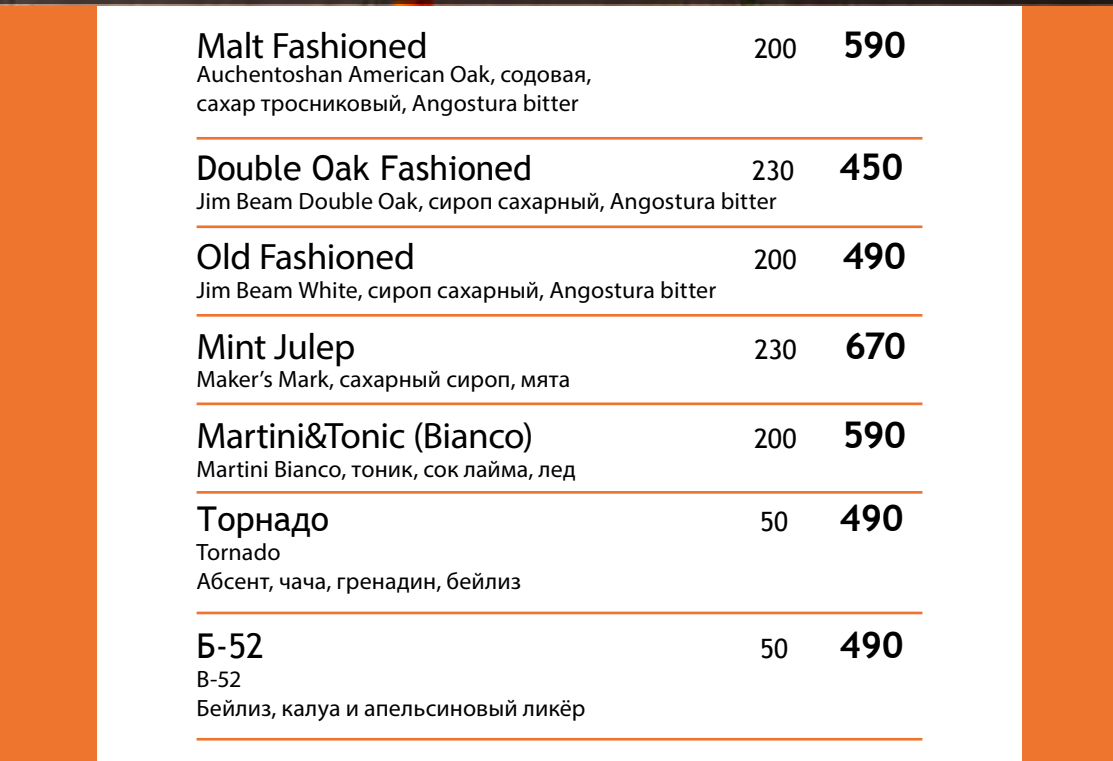 Malt Fashioned 200 590
Auchentoshan American Oak, содовая,
сахар тросниковый, Angostura bitter
Double Oak Fashioned 230 450
Jim Beam Double Oak, сироп сахарный, Angostura bitter
Old Fashioned 200 490
Jim Beam White, сироп сахарный, Angostura bitter
Mint Julep 230 670
Maker's Mark, сахарный сироп, мята
Martini&Tonic (Bianco) 200 590
Martini Bianco, тоник, сок лайма, лед
Торнадо 50 490
Tornado
Абсент, чача, гренадин, бейлиз
Б-52 50 490
B-52
Бейлиз, калуа и апельсиновый ликёр